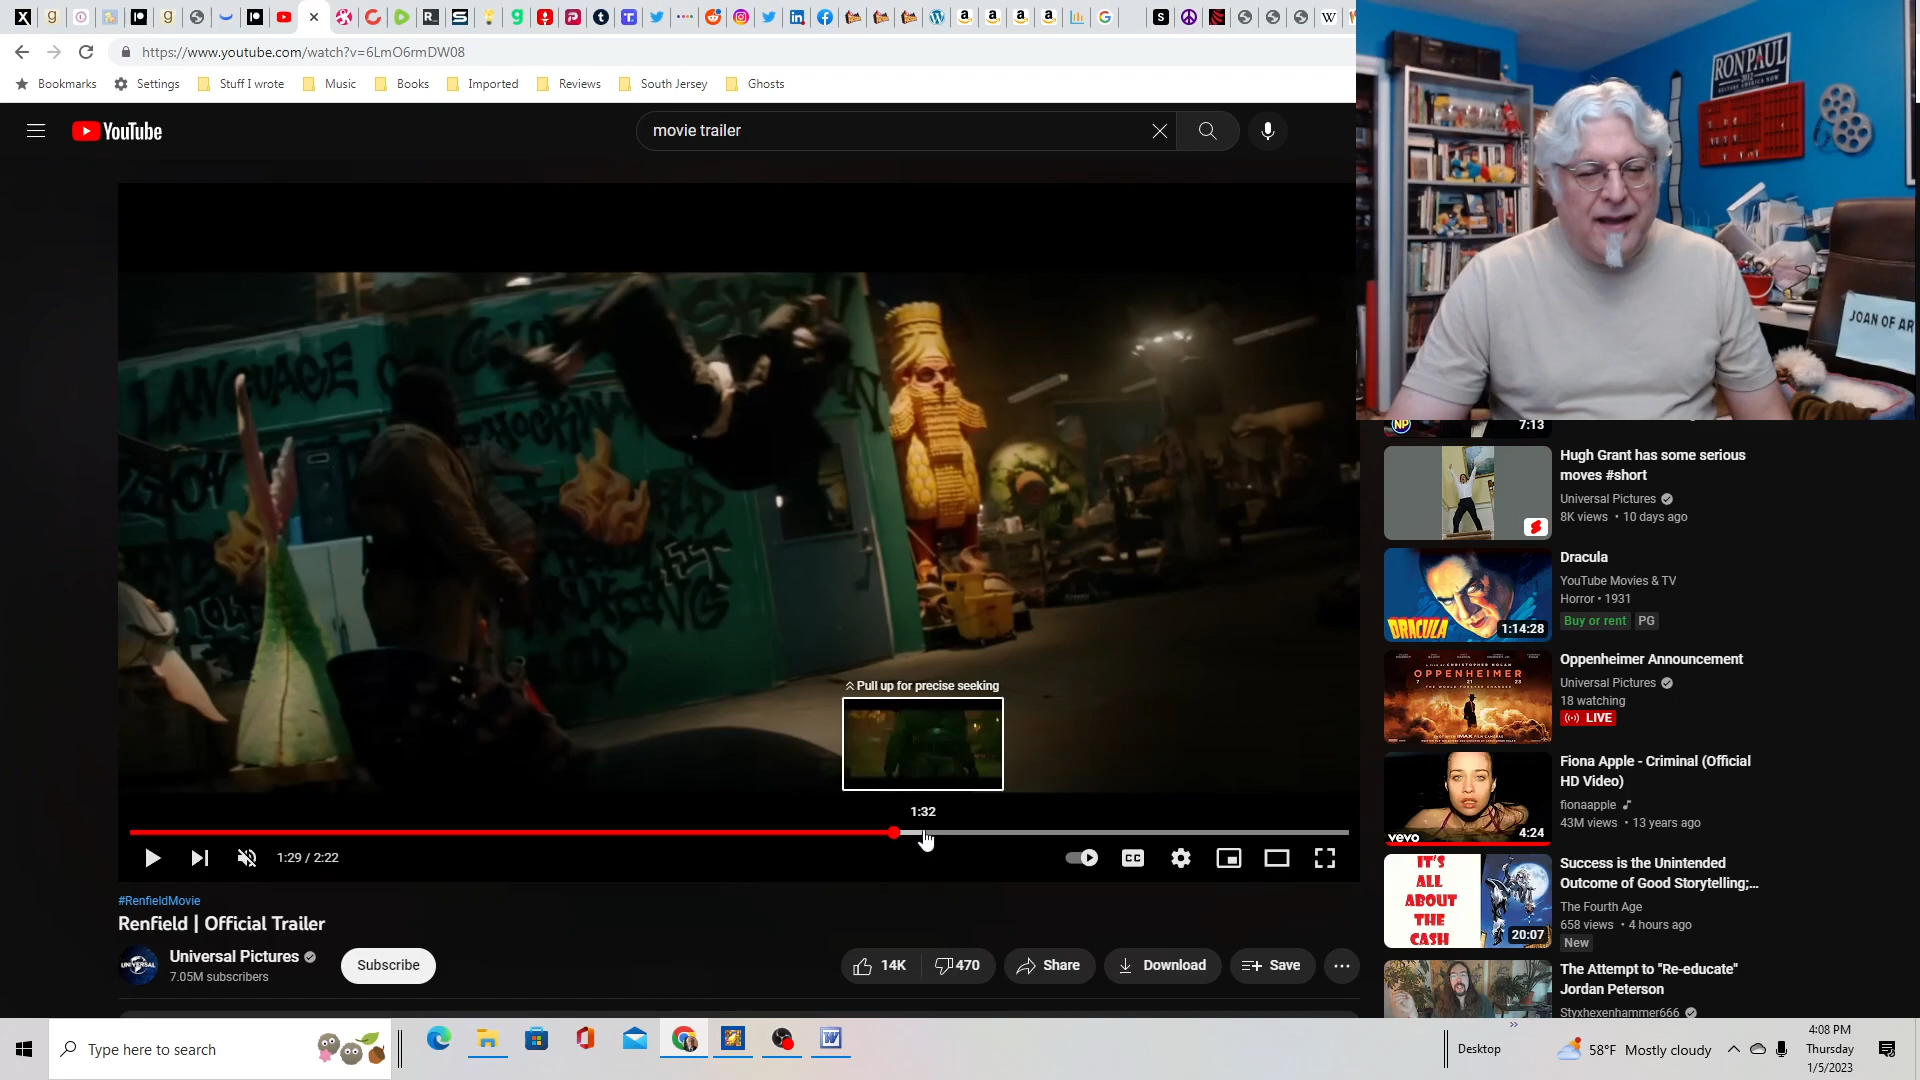 https://www.youtube.com/watch?v=6LmO6rmDW08
Bookmarks Settings Stuff I wrote Music Books Imported Reviews South Jersey Ghosts
YouTube
movie trailer
RON PAUL
2012
JOAN OF AR
LANGUAGE
Pull up for precise seeking
1:32
1:29 / 2:22
CC
#RenfieldMovie
Renfield | Official Trailer
UNIVERSAL
Universal Pictures
7.05M subscribers
Subscribe
14K
470
Share
Download
Save
NP
7:13
Hugh Grant has some serious
moves #short
Universal Pictures
8K views • 10 days ago
DRACULA
1:14:28
Dracula
YouTube Movies & TV
Horror • 1931
Buy or rent PG
OPPENHEIMER
Oppenheimer Announcement
Universal Pictures
18 watching
LIVE
vevo
4:24
Fiona Apple - Criminal (Official
HD Video)
fionaapple
43M views • 13 years ago
IT'S
ALL
ABOUT
THE
CASH
20:07
Success is the Unintended
Outcome of Good Storytelling;...
The Fourth Age
658 views • 4 hours ago
New
The Attempt to "Re-educate"
Jordan Peterson
Styxhexenhammer666
Type here to search
Desktop
58°F Mostly cloudy
4:08 PM
Thursday
1/5/2023